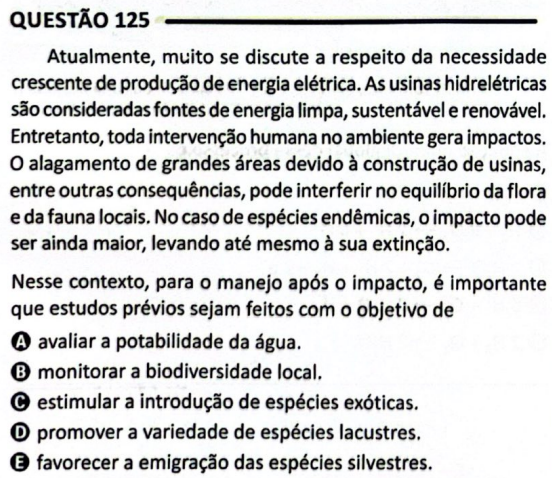 QUESTÃO 125
Atualmente, muito se discute a respeito da necessidade
crescente de produção de energia elétrica. As usinas hidrelétricas
são consideradas fontes de energia limpa, sustentável e renovável.
Entretanto, toda intervenção humana no ambiente gera impactos.
O alagamento de grandes áreas devido à construção de usinas,
entre outras consequências, pode interferir no equilíbrio da flora
e da fauna locais. No caso de espécies endêmicas, o impacto pode
ser ainda maior, levando até mesmo à sua extinção.
Nesse contexto, para o manejo após o impacto, é importante
que estudos prévios sejam feitos com o objetivo de
A avaliar a potabilidade da água.
B monitorar a biodiversidade local.
C estimular a introdução de espécies exóticas.
D promover a variedade de espécies lacustres.
E favorecer a emigração das espécies silvestres.